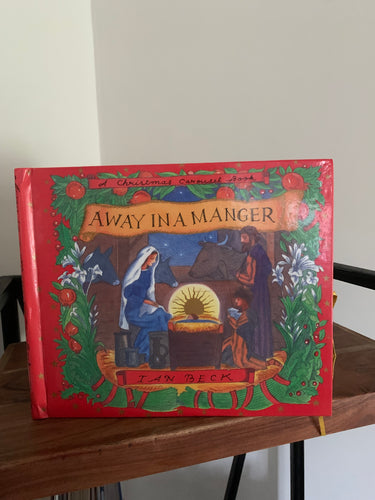 A Christmas Carousel Book
AWAY IN A MANGER
IAN BECK